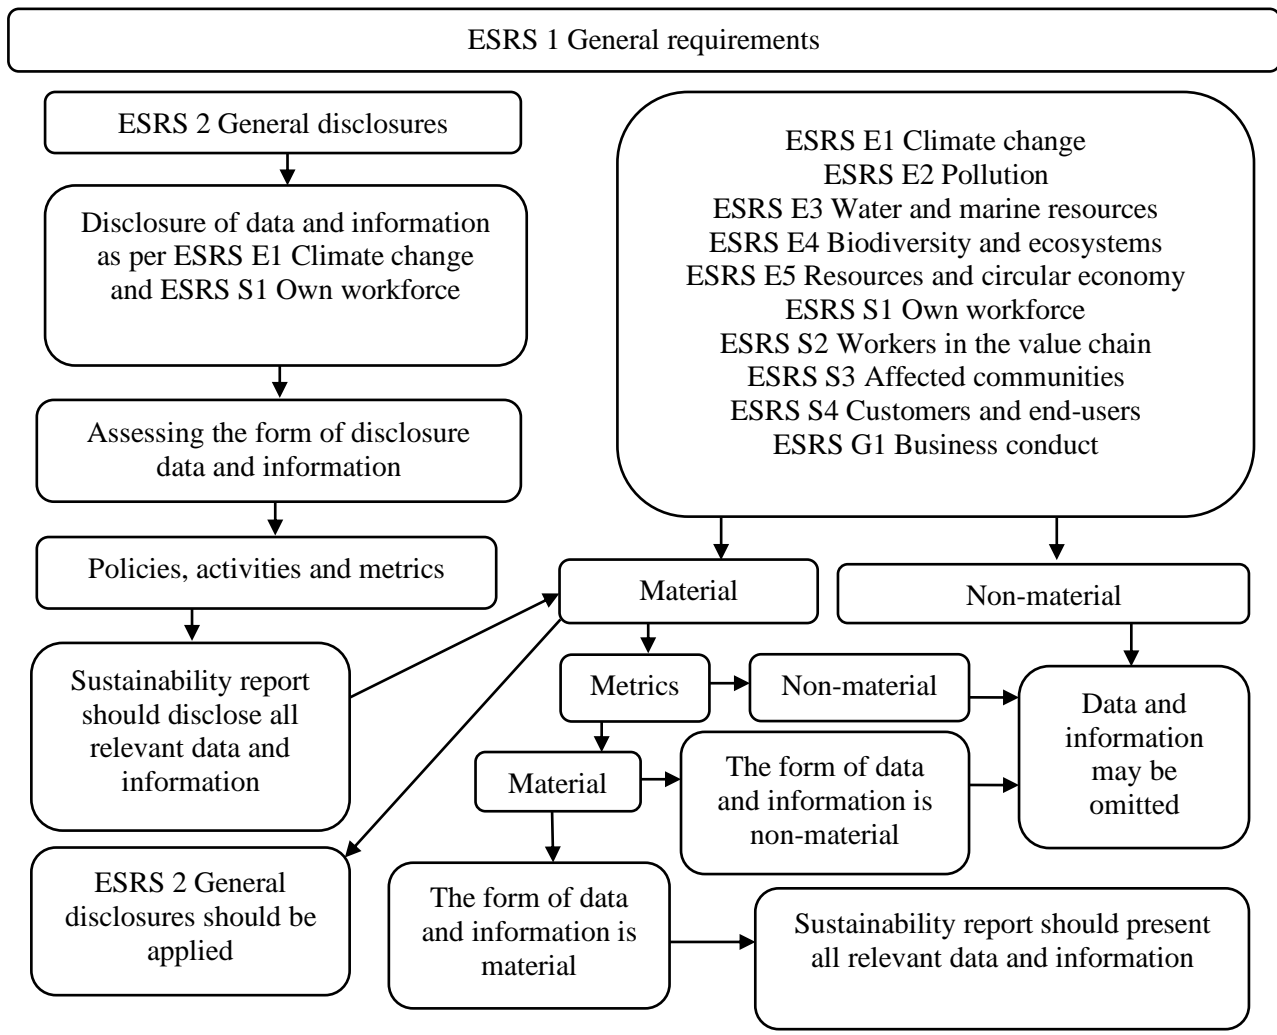 ESRS 1 General requirements
ESRS 2 General disclosures
Disclosure of data and information
as per ESRS E1 Climate change
and ESRS S1 Own workforce
Assessing the form of disclosure
data and information
Policies, activities and metrics
Sustainability report
should disclose all
relevant data and
information
ESRS 2 General
disclosures should be
applied
ESRS E1 Climate change
ESRS E2 Pollution
ESRS E3 Water and marine resources
ESRS E4 Biodiversity and ecosystems
ESRS E5 Resources and circular economy
ESRS S1 Own workforce
ESRS S2 Workers in the value chain
ESRS S3 Affected communities
ESRS S4 Customers and end-users
ESRS G1 Business conduct
Material
Non-material
Metrics
Non-material
Data and
information
may be
omitted
Material
The form of data
and information is
non-material
The form of data
and information is
material
Sustainability report should present
all relevant data and information